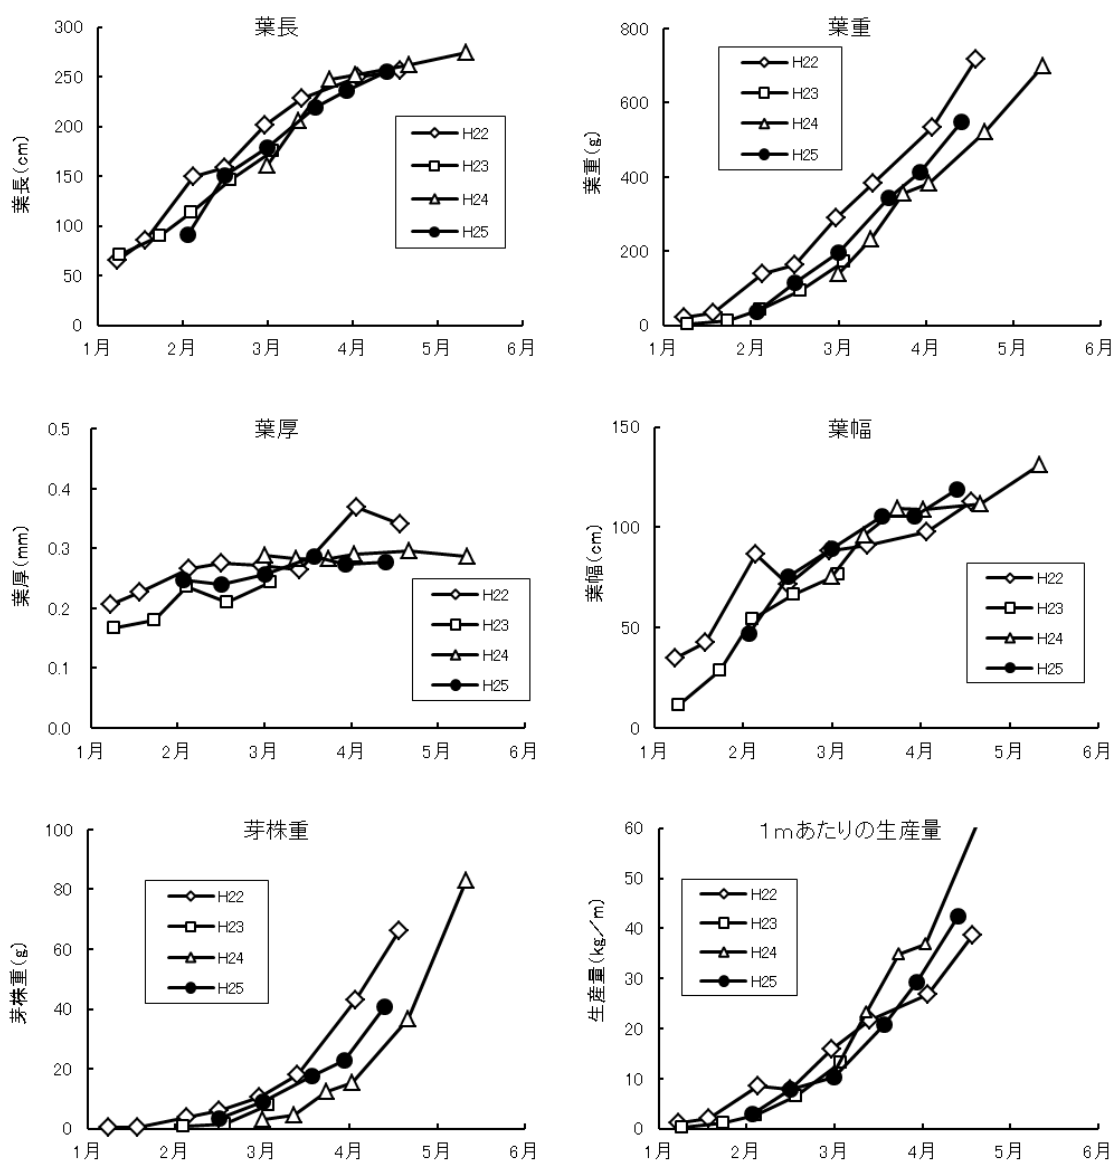 葉長
300
250
200
150
100
50
0
葉長(cm)
H22
H23
H24
H25
1月 2月 3月 4月 5月 6月
葉重
800
600
400
200
0
葉重(g)
H22
H23
H24
H25
1月 2月 3月 4月 5月 6月
葉厚
0.5
0.4
0.3
0.2
0.1
0.0
葉厚(mm)
H22
H23
H24
H25
1月 2月 3月 4月 5月 6月
葉幅
150
100
50
0
葉幅(cm)
H22
H23
H24
H25
1月 2月 3月 4月 5月 6月
芽株重
100
80
60
40
20
0
芽株重(g)
H22
H23
H24
H25
1月 2月 3月 4月 5月 6月
1mあたりの生産量
60
50
40
30
20
10
0
生産量(kg/m)
H22
H23
H24
H25
1月 2月 3月 4月 5月 6月